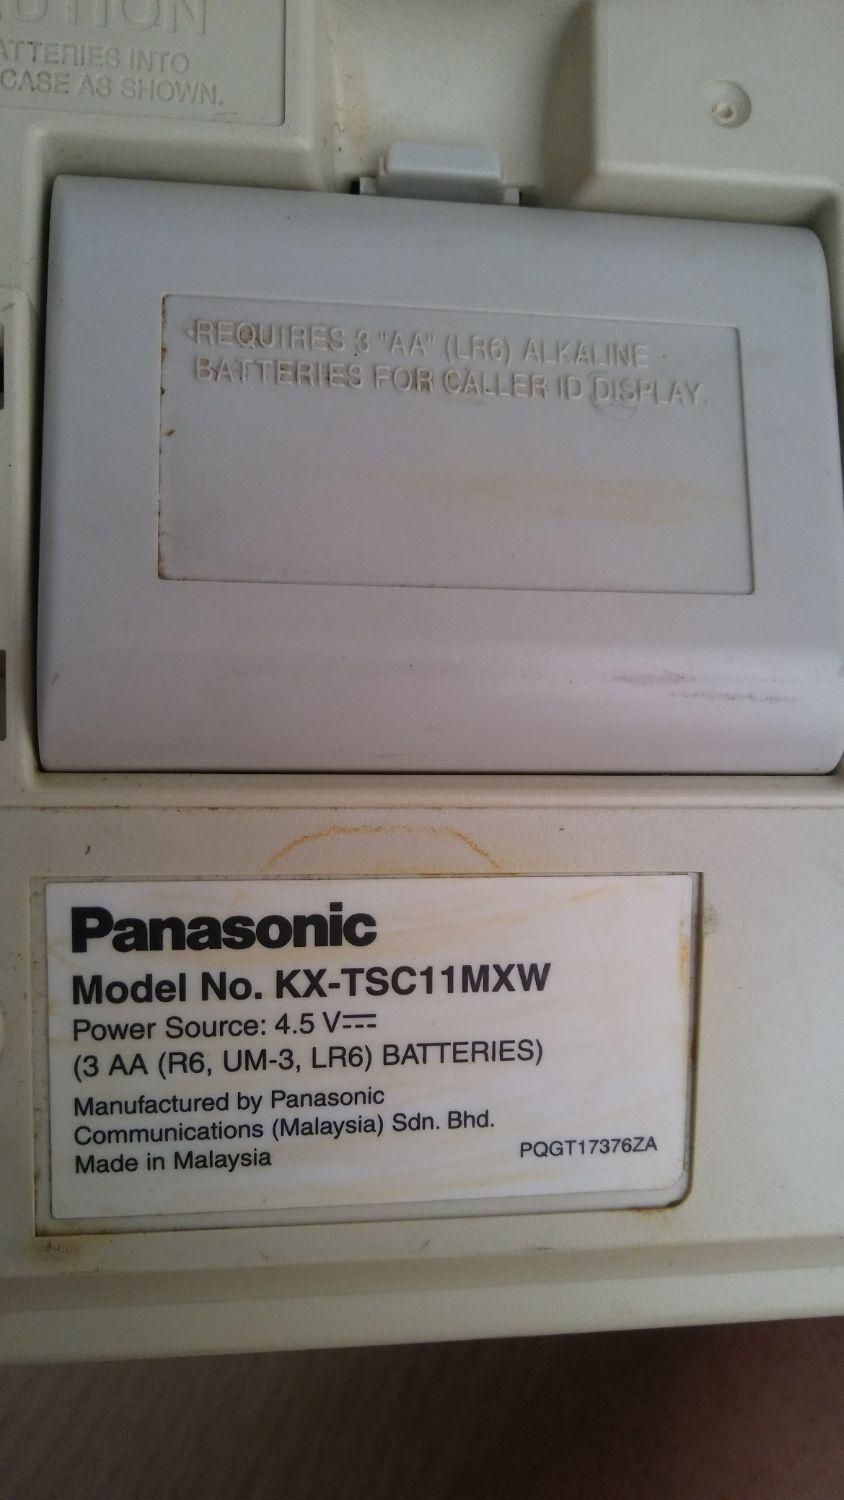 ATTERIES INTO
CASE AS SHOWN.
REQUIRES 3 "AA" (LR6) ALKALINE
BATTERIES FOR CALLER ID DISPLAY.
Panasonic
Model No. KX-TSC11MXW
Power Source: 4.5 V⎓
(3 AA (R6, UM-3, LR6) BATTERIES)
Manufactured by Panasonic
Communications (Malaysia) Sdn. Bhd.
Made in Malaysia
PQGT17376ZA